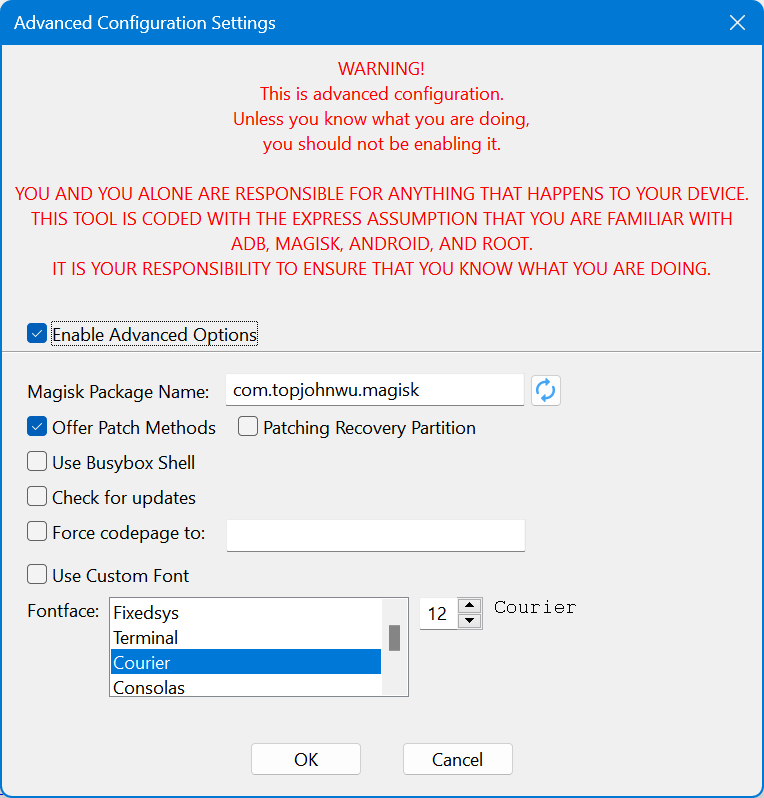 Advanced Configuration Settings
WARNING!
This is advanced configuration.
Unless you know what you are doing,
you should not be enabling it.
YOU AND YOU ALONE ARE RESPONSIBLE FOR ANYTHING THAT HAPPENS TO YOUR DEVICE.
THIS TOOL IS CODED WITH THE EXPRESS ASSUMPTION THAT YOU ARE FAMILIAR WITH
ADB, MAGISK, ANDROID, AND ROOT.
IT IS YOUR RESPONSIBILITY TO ENSURE THAT YOU KNOW WHAT YOU ARE DOING.
Enable Advanced Options
Magisk Package Name: com.topjohnwu.magisk
Offer Patch Methods Patching Recovery Partition
Use Busybox Shell
Check for updates
Force codepage to:
Use Custom Font
Fontface: Fixedsys 12 Courier
Terminal
Courier
Consolas
OK Cancel